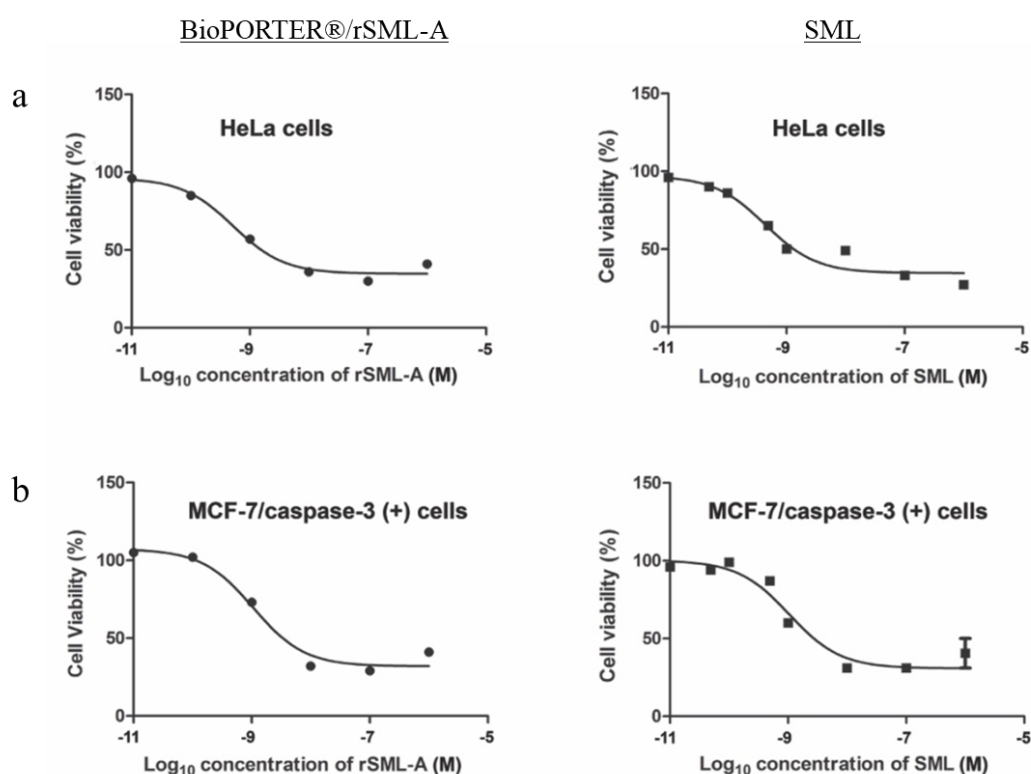 BioPORTER®/rSML-A
SML
a
150
100
50
0
Cell viability (%)
HeLa cells
-11
-9
-7
-5
Log₁₀ concentration of rSML-A (M)
150
100
50
0
Cell viability (%)
HeLa cells
-11
-9
-7
-5
Log₁₀ concentration of SML (M)
b
150
100
50
0
Cell Viability (%)
MCF-7/caspase-3 (+) cells
-11
-9
-7
-5
Log₁₀ concentration of rSML-A (M)
150
100
50
0
Cell viability (%)
MCF-7/caspase-3 (+) cells
-11
-9
-7
-5
Log₁₀ concentration of SML (M)